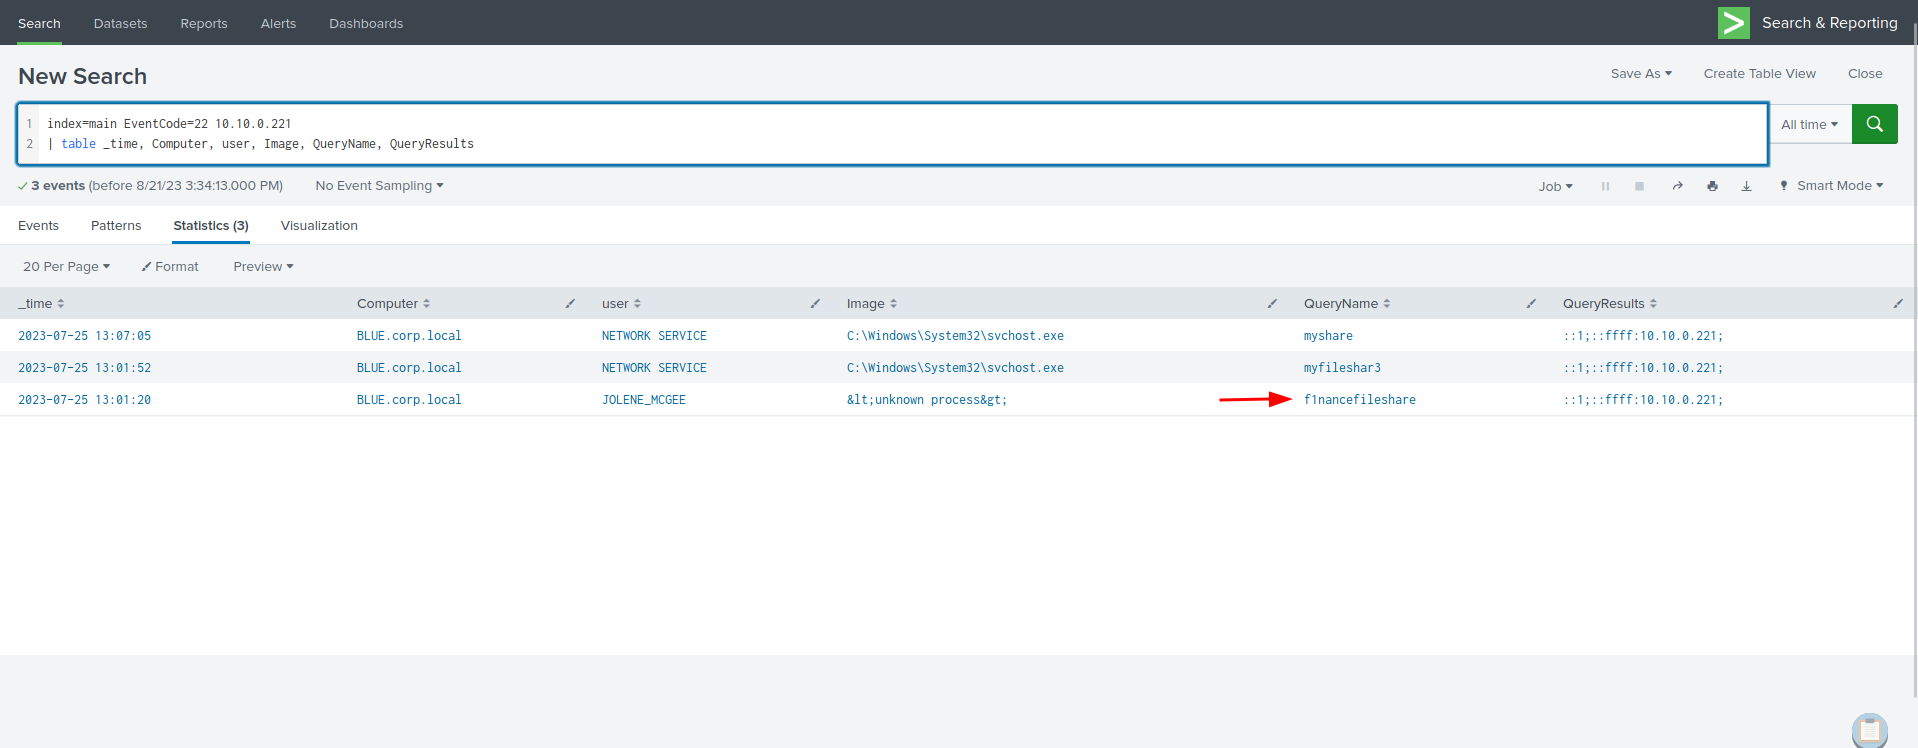 Search Datasets Reports Alerts Dashboards Search & Reporting
New Search Save As Create Table View Close
1 index=main EventCode=22 10.10.0.221
All time
2 | table _time, Computer, user, Image, QueryName, QueryResults
3 events (before 8/21/23 3:34:13.000 PM) No Event Sampling Job Smart Mode
Events Patterns Statistics (3) Visualization
20 Per Page Format Preview
_time Computer user Image QueryName QueryResults
2023-07-25 13:07:05 BLUE.corp.local NETWORK SERVICE C:\Windows\System32\svchost.exe myshare ::1;::ffff:10.10.0.221;
2023-07-25 13:01:52 BLUE.corp.local NETWORK SERVICE C:\Windows\System32\svchost.exe myfileshar3 ::1;::ffff:10.10.0.221;
2023-07-25 13:01:20 BLUE.corp.local JOLENE_MCGEE &lt;unknown process&gt; f1nancefileshare ::1;::ffff:10.10.0.221;